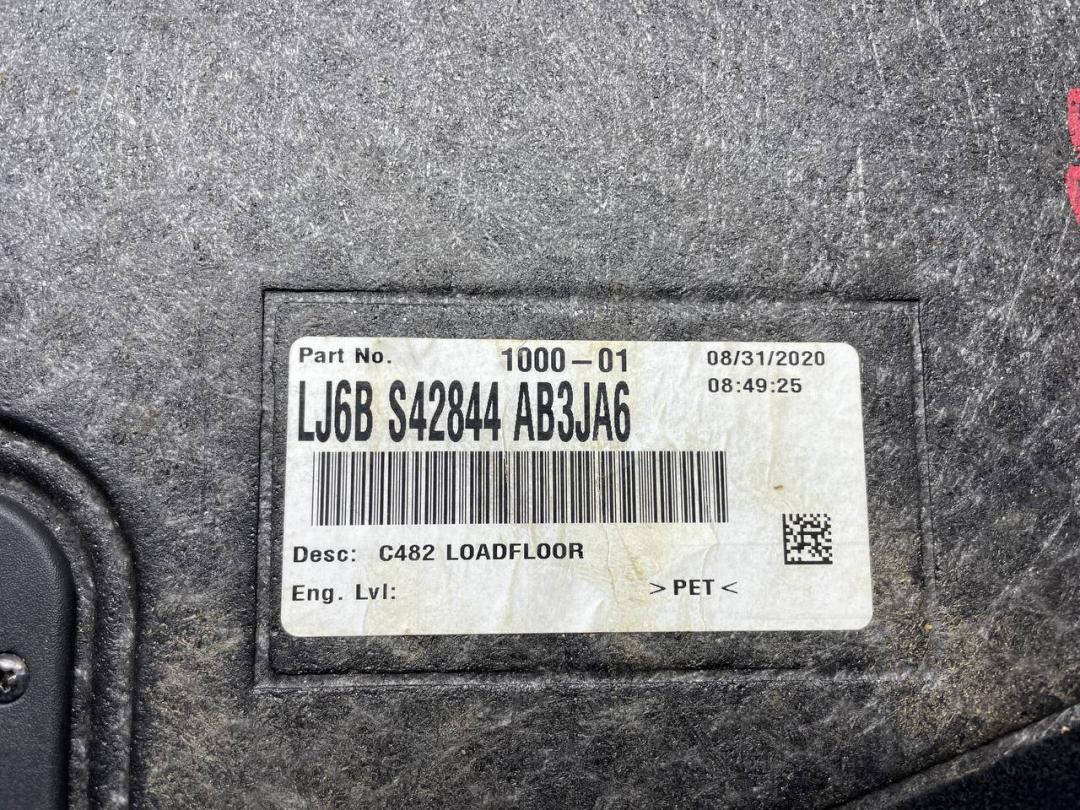 Part No. 1000-01 08/31/2020
08:49:25
LJ6B S42844 AB3JA6
Desc: C482 LOADFLOOR
Eng. Lvl: >PET<